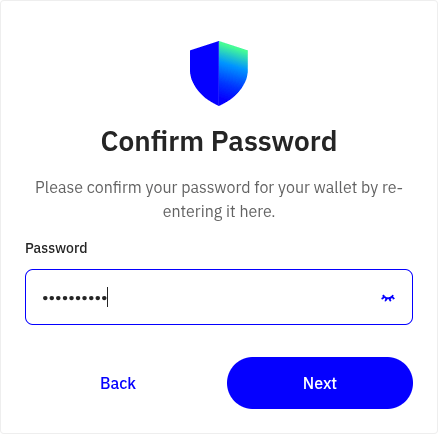 Confirm Password
Please confirm your password for your wallet by re-
entering it here.
Password
••••••••••
Back
Next